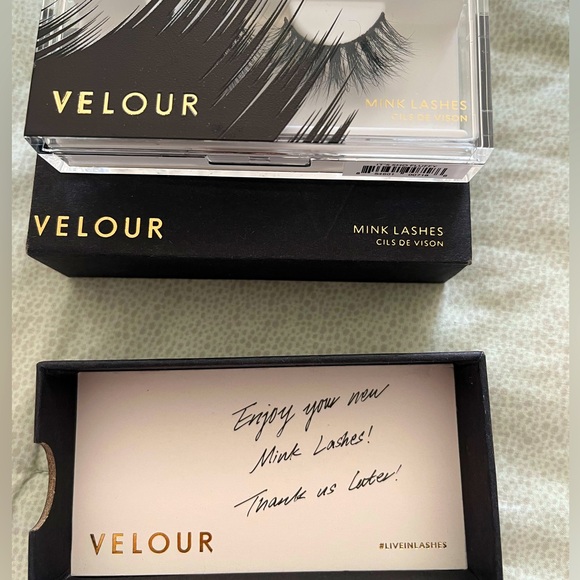 VELOUR
MINK LASHES
CILS DE VISON
VELOUR
MINK LASHES
CILS DE VISON
Enjoy your new
Mink Lashes!
Thank us later!
VELOUR
#LIVEINLASHES